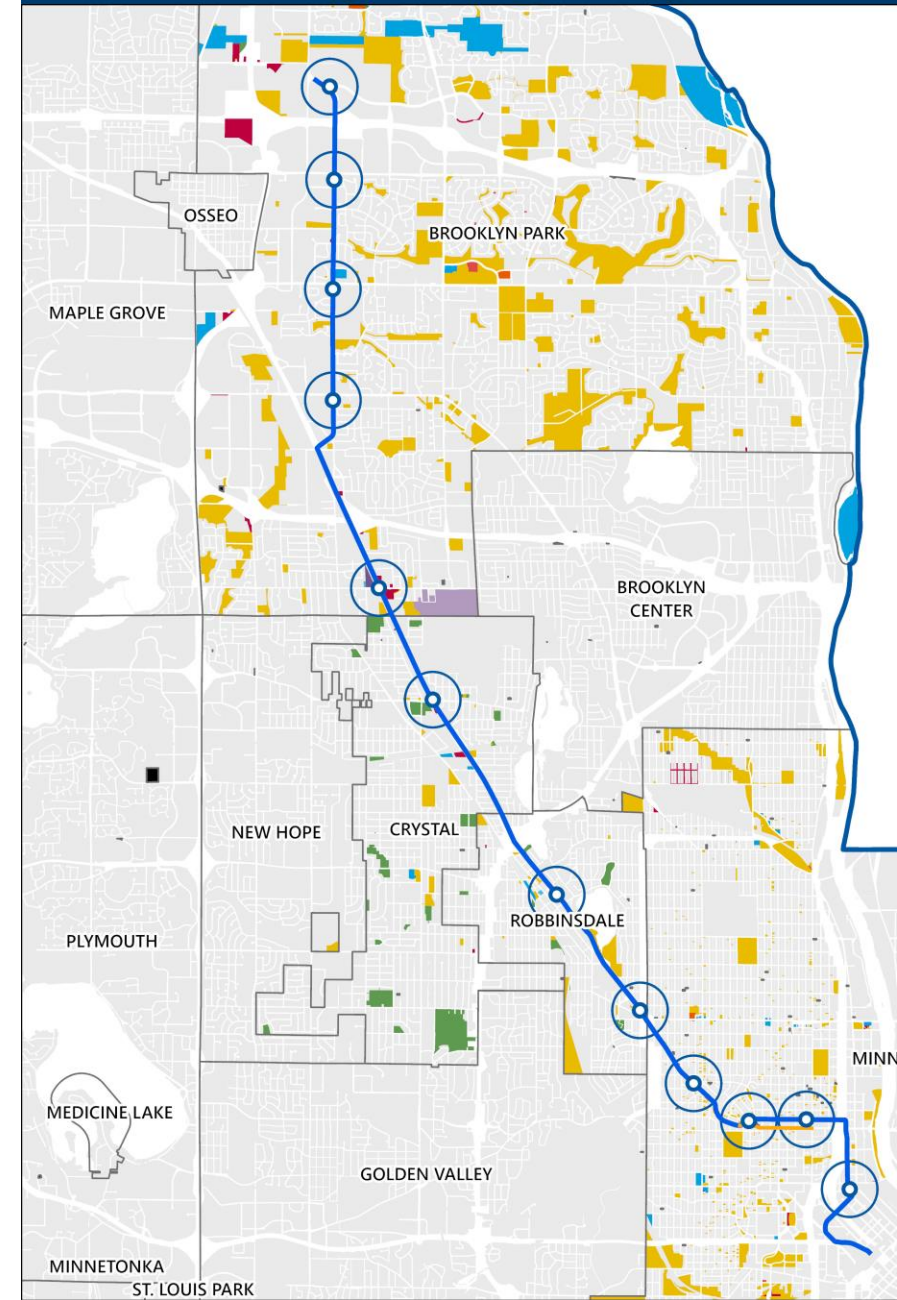 OSSEO
BROOKLYN PARK
MAPLE GROVE
BROOKLYN
CENTER
NEW HOPE
CRYSTAL
ROBBINSDALE
PLYMOUTH
MINN
MEDICINE LAKE
GOLDEN VALLEY
MINNETONKA
ST. LOUIS PARK